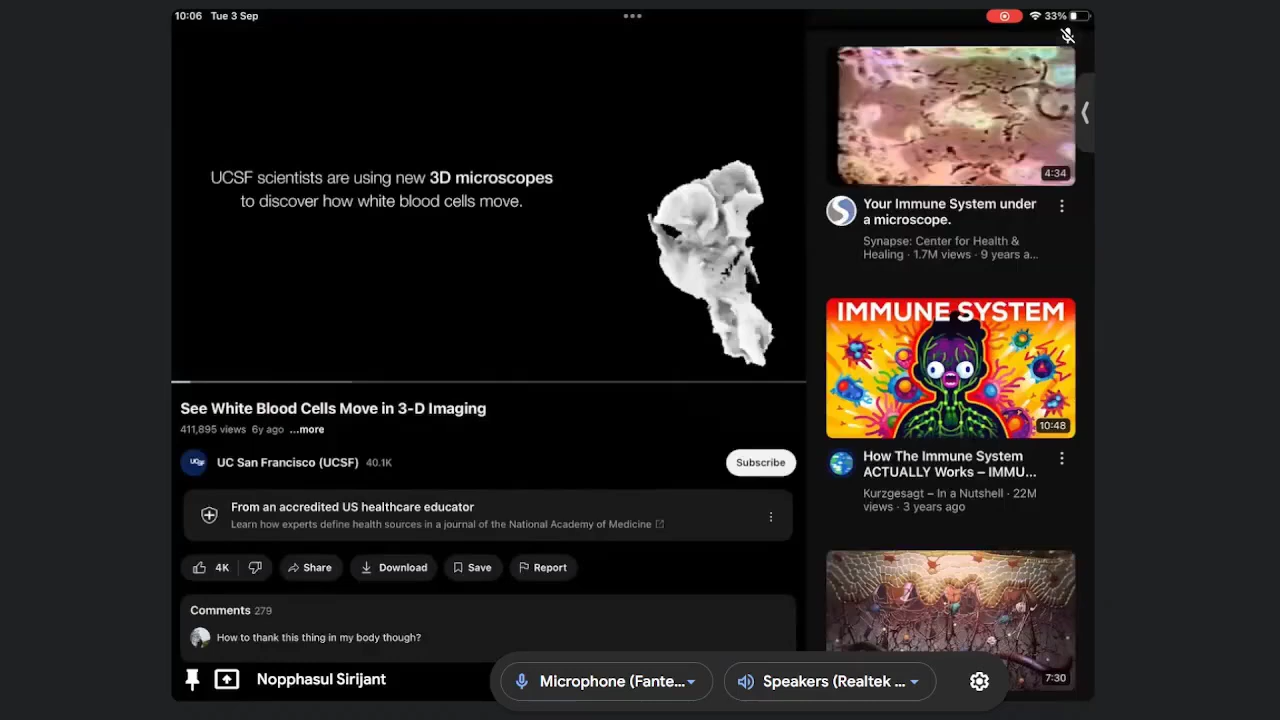 10:06 Tue 3 Sep
33%
UCSF scientists are using new 3D microscopes
to discover how white blood cells move.
See White Blood Cells Move in 3-D Imaging
411,895 views 6y ago ...more
UCSF
UC San Francisco (UCSF) 40.1K
Subscribe
From an accredited US healthcare educator
Learn how experts define health sources in a journal of the National Academy of Medicine
4K
Share
Download
Save
Report
Comments 279
How to thank this thing in my body though?
4:34
Your Immune System under
a microscope.
Synapse: Center for Health &
Healing · 1.7M views · 9 years a...
IMMUNE SYSTEM
10:48
How The Immune System
ACTUALLY Works – IMMU...
Kurzgesagt – In a Nutshell · 22M
views · 3 years ago
7:30
Nopphasul Sirijant
Microphone (Fante...
Speakers (Realtek ...